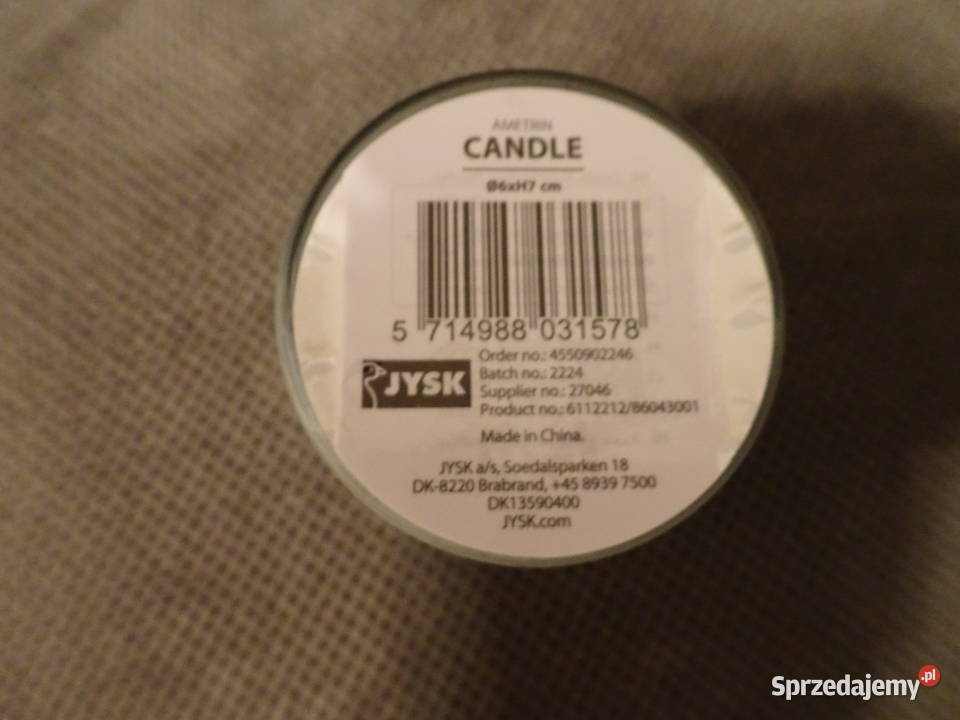 AMETRIN
CANDLE
Ø6xH7 cm
5 714988 031578
JYSK
Order no.: 4550902246
Batch no.: 2224
Supplier no.: 27046
Product no.: 6112212/86043001
Made in China.
JYSK a/s, Soedalsparken 18
DK-8220 Brabrand, +45 8939 7500
DK13590400
JYSK.com
Sprzedajemy.pl